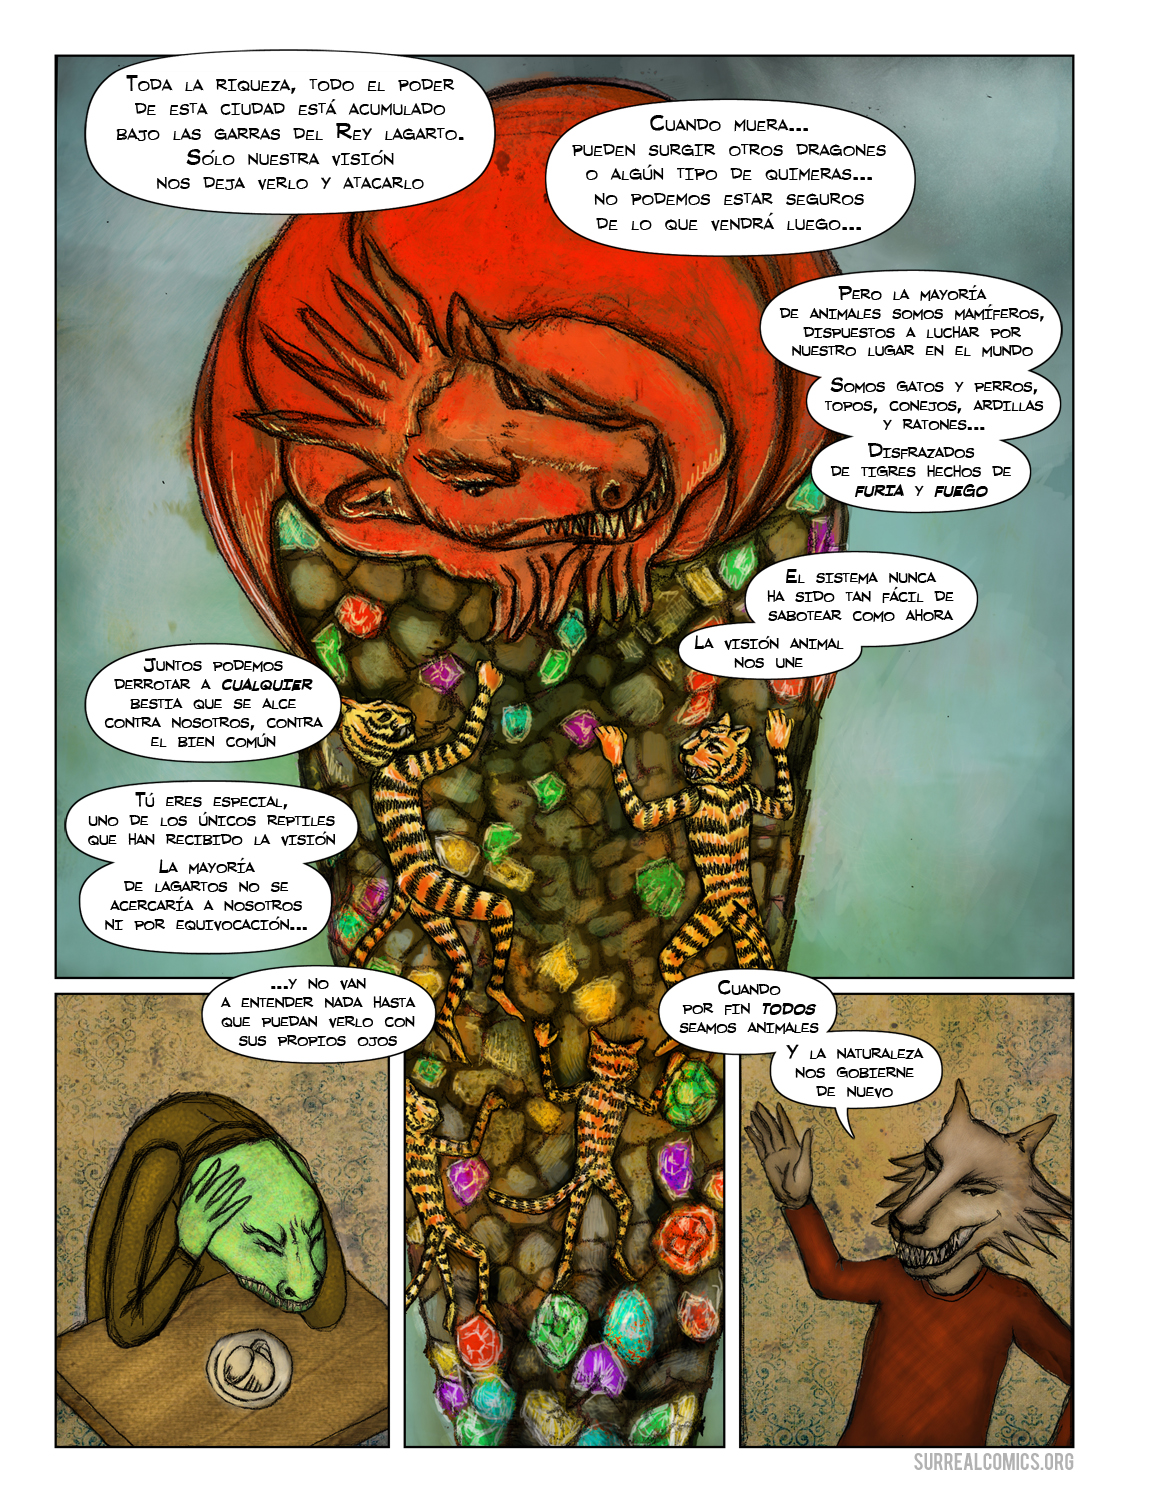 Toda la riqueza, todo el poder
de esta ciudad está acumulado
bajo las garras del Rey lagarto.
Sólo nuestra visión
nos deja verlo y atacarlo
Cuando muera...
pueden surgir otros dragones
o algún tipo de quimeras...
no podemos estar seguros
de lo que vendrá luego...
Pero la mayoría
de animales somos mamíferos,
dispuestos a luchar por
nuestro lugar en el mundo
Somos gatos y perros,
topos, conejos, ardillas
y ratones...
Disfrazados
de tigres hechos de
furia y fuego
El sistema nunca
ha sido tan fácil de
sabotear como ahora
La visión animal
nos une
Juntos podemos
derrotar a cualquier
bestia que se alce
contra nosotros, contra
el bien común
Tú eres especial,
uno de los únicos reptiles
que han recibido la visión
La mayoría
de lagartos no se
acercaría a nosotros
ni por equivocación...
...y no van
a entender nada hasta
que puedan verlo con
sus propios ojos
Cuando
por fin todos
seamos animales
Y la naturaleza
nos gobierne
de nuevo
SURREALCOMICS.ORG